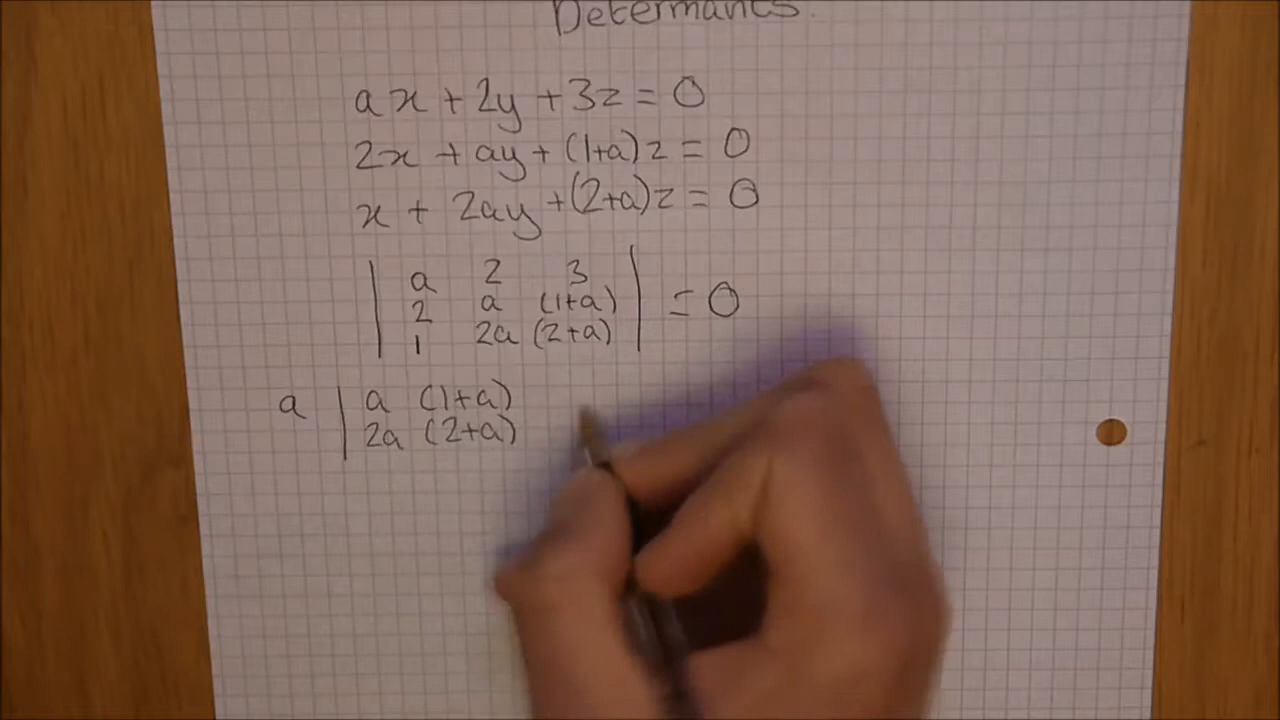 Determants.
ax + 2y + 3z = 0
2x + ay + (1+a)z = 0
x + 2ay + (2+a)z = 0
| a 2 3 |
| 2 a (1+a) | = 0
| 1 2a (2+a) |
a | a (1+a)
| 2a (2+a)